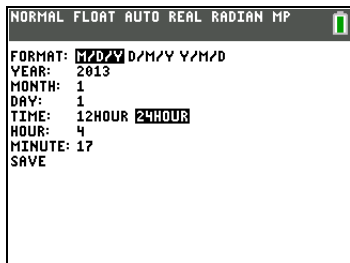 NORMAL FLOAT AUTO REAL RADIAN MP
FORMAT: M/D/Y D/M/Y Y/M/D
YEAR: 2013
MONTH: 1
DAY: 1
TIME: 12HOUR 24HOUR
HOUR: 4
MINUTE: 17
SAVE